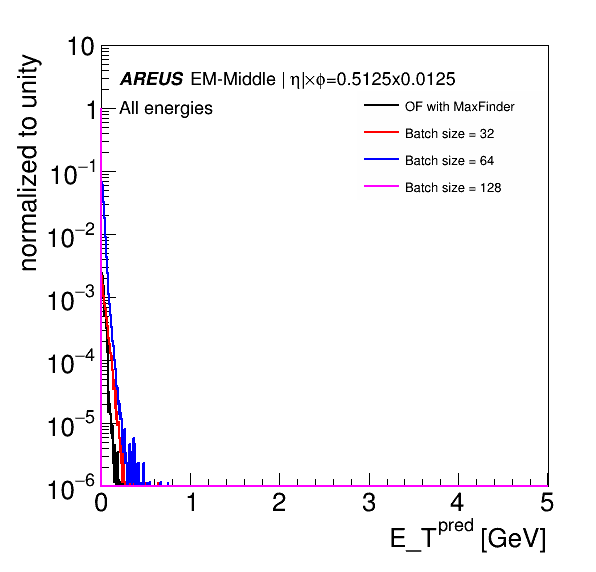 10
normalized to unity
AREUS EM-Middle | η|×ϕ=0.5125x0.0125
All energies
OF with MaxFinder
Batch size = 32
Batch size = 64
Batch size = 128
1
10⁻¹
10⁻²
10⁻³
10⁻⁴
10⁻⁵
10⁻⁶
0 1 2 3 4 5
E_T^pred [GeV]